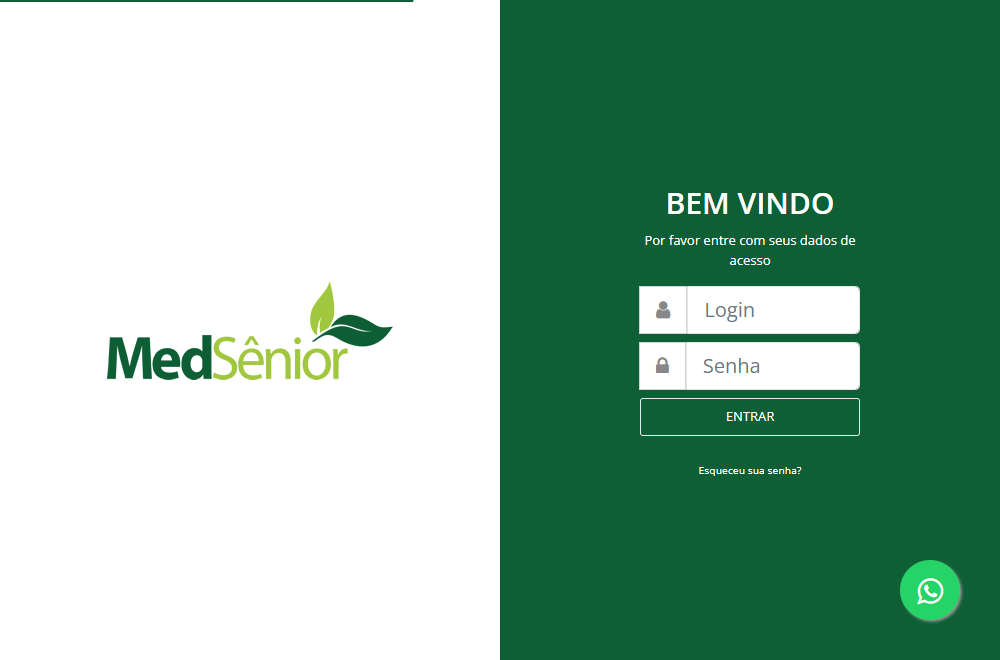 MedSênior
BEM VINDO
Por favor entre com seus dados de
acesso
Login
Senha
ENTRAR
Esqueceu sua senha?